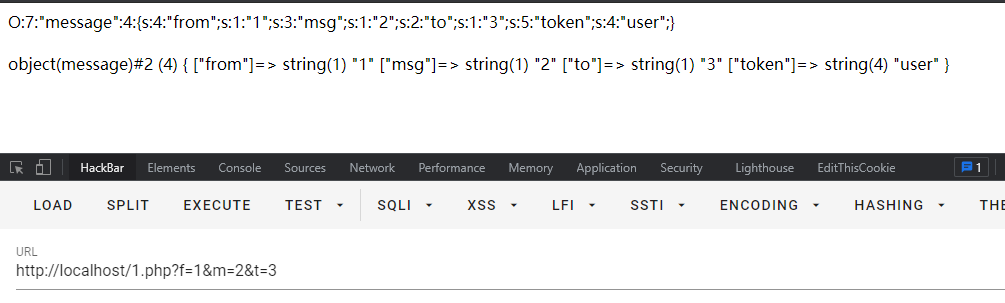 O:7:"message":4:{s:4:"from";s:1:"1";s:3:"msg";s:1:"2";s:2:"to";s:1:"3";s:5:"token";s:4:"user";}
object(message)#2 (4) { ["from"]=> string(1) "1" ["msg"]=> string(1) "2" ["to"]=> string(1) "3" ["token"]=> string(4) "user" }
HackBar Elements Console Sources Network Performance Memory Application Security Lighthouse EditThisCookie 1
LOAD SPLIT EXECUTE TEST SQLI XSS LFI SSTI ENCODING HASHING THE
URL
http://localhost/1.php?f=1&m=2&t=3